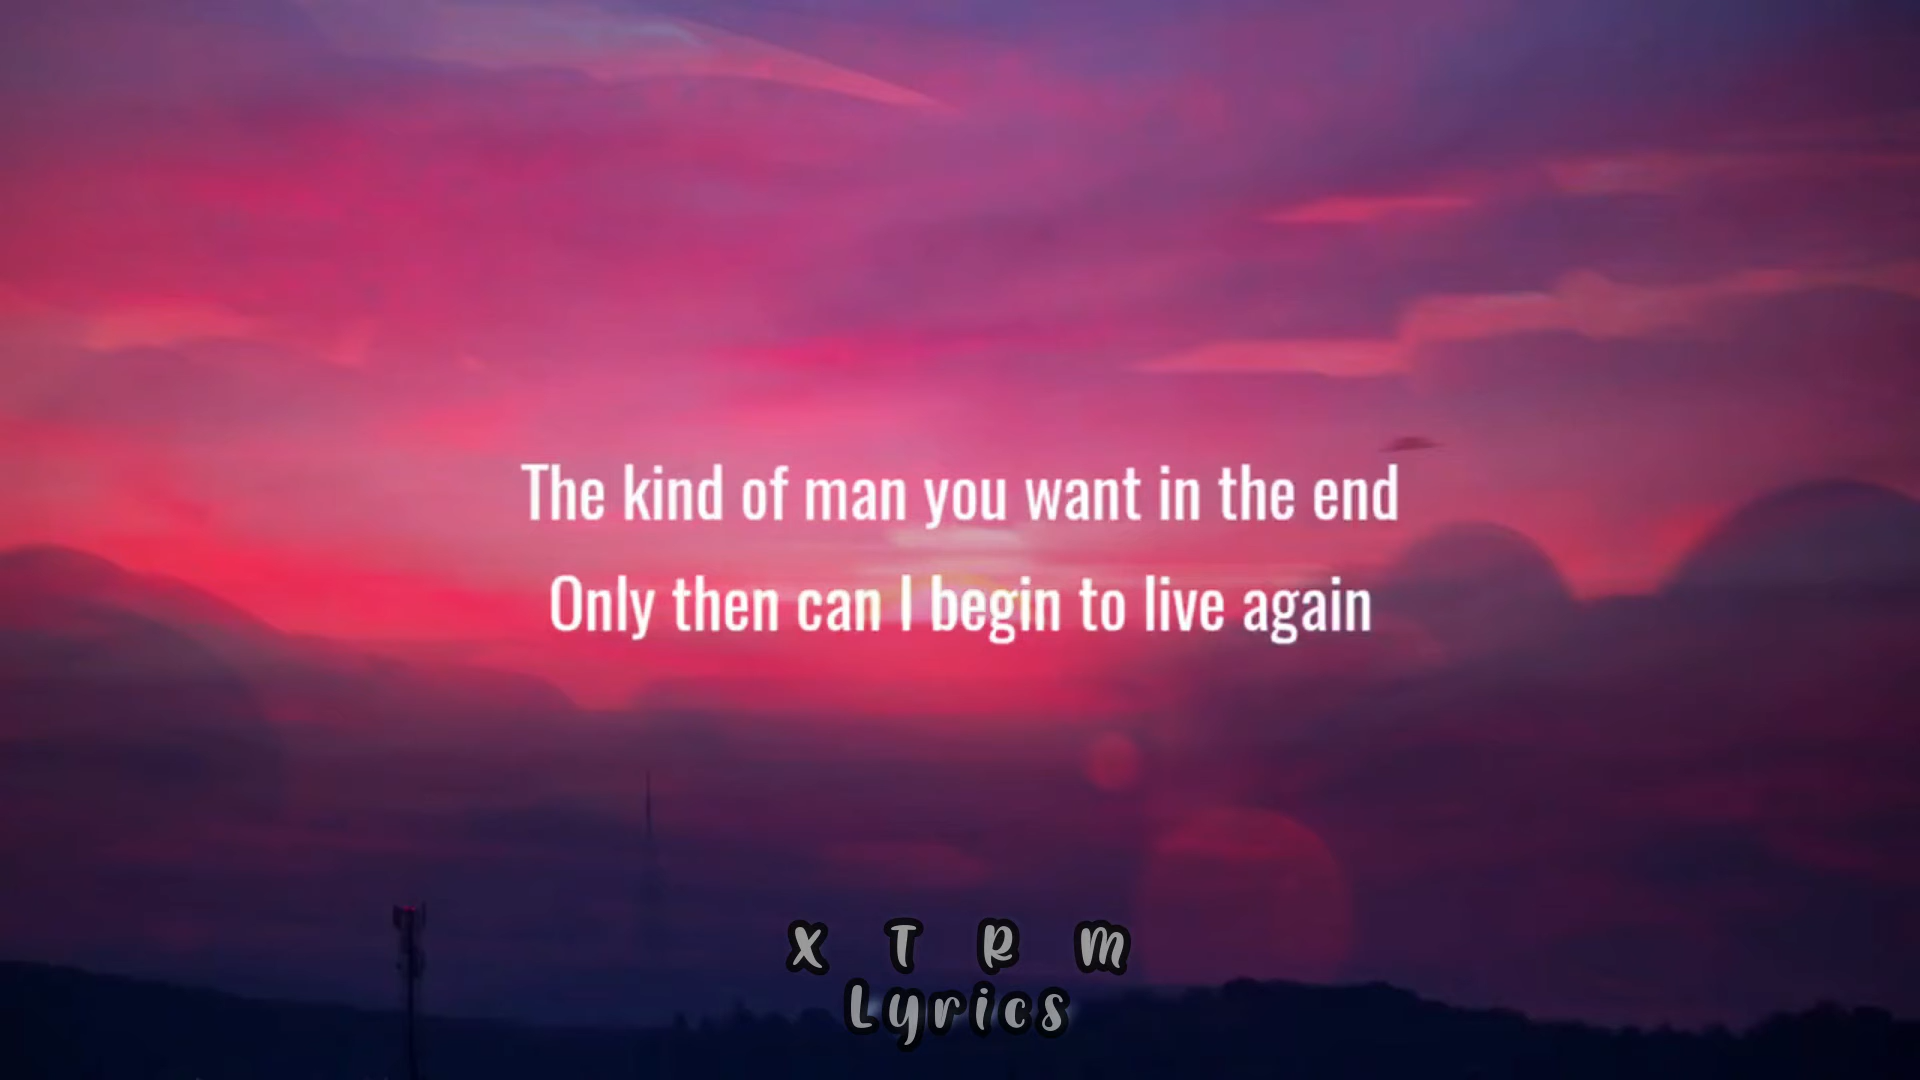 The kind of man you want in the end
Only then can I begin to live again
X T R M
Lyrics